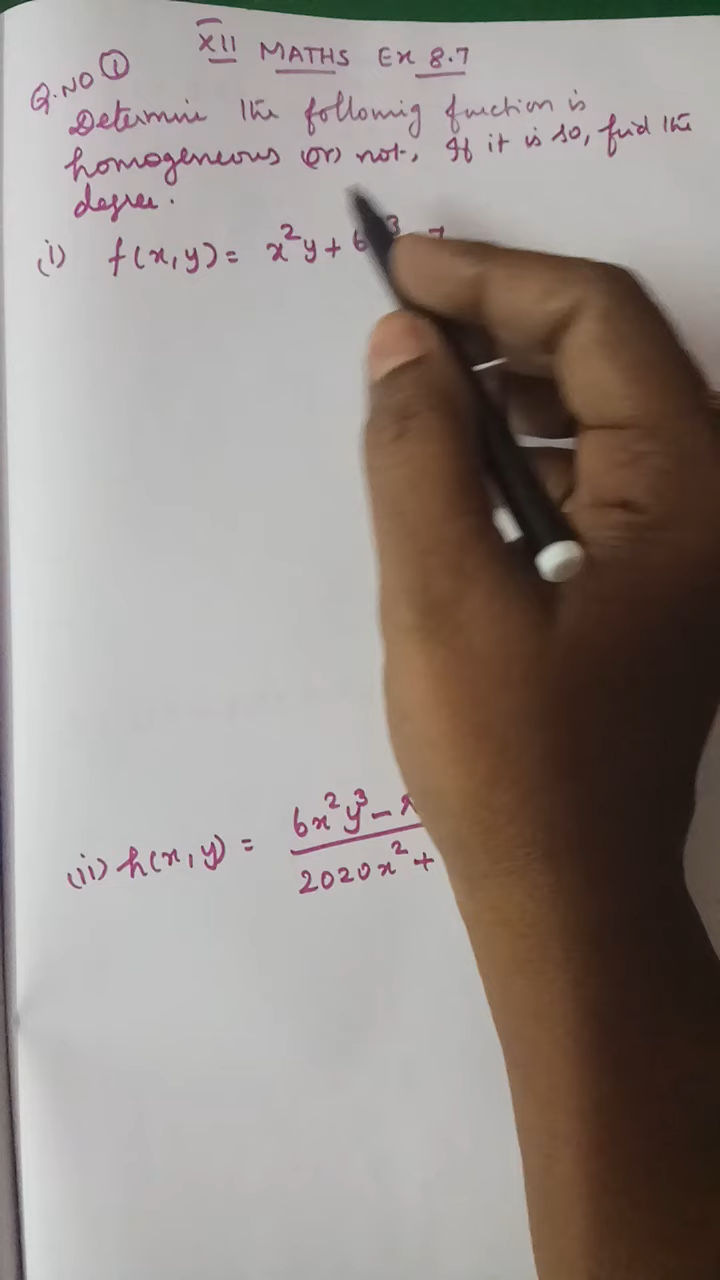 XII MATHS Ex 8.7
Q.NO ①
Determine the following function is
homogeneous (or) not. If it is so, find the
degree.
(i) f(x,y) = x²y + 6 ³
(ii) h(x,y) = 6x²y³ -
2020x² +